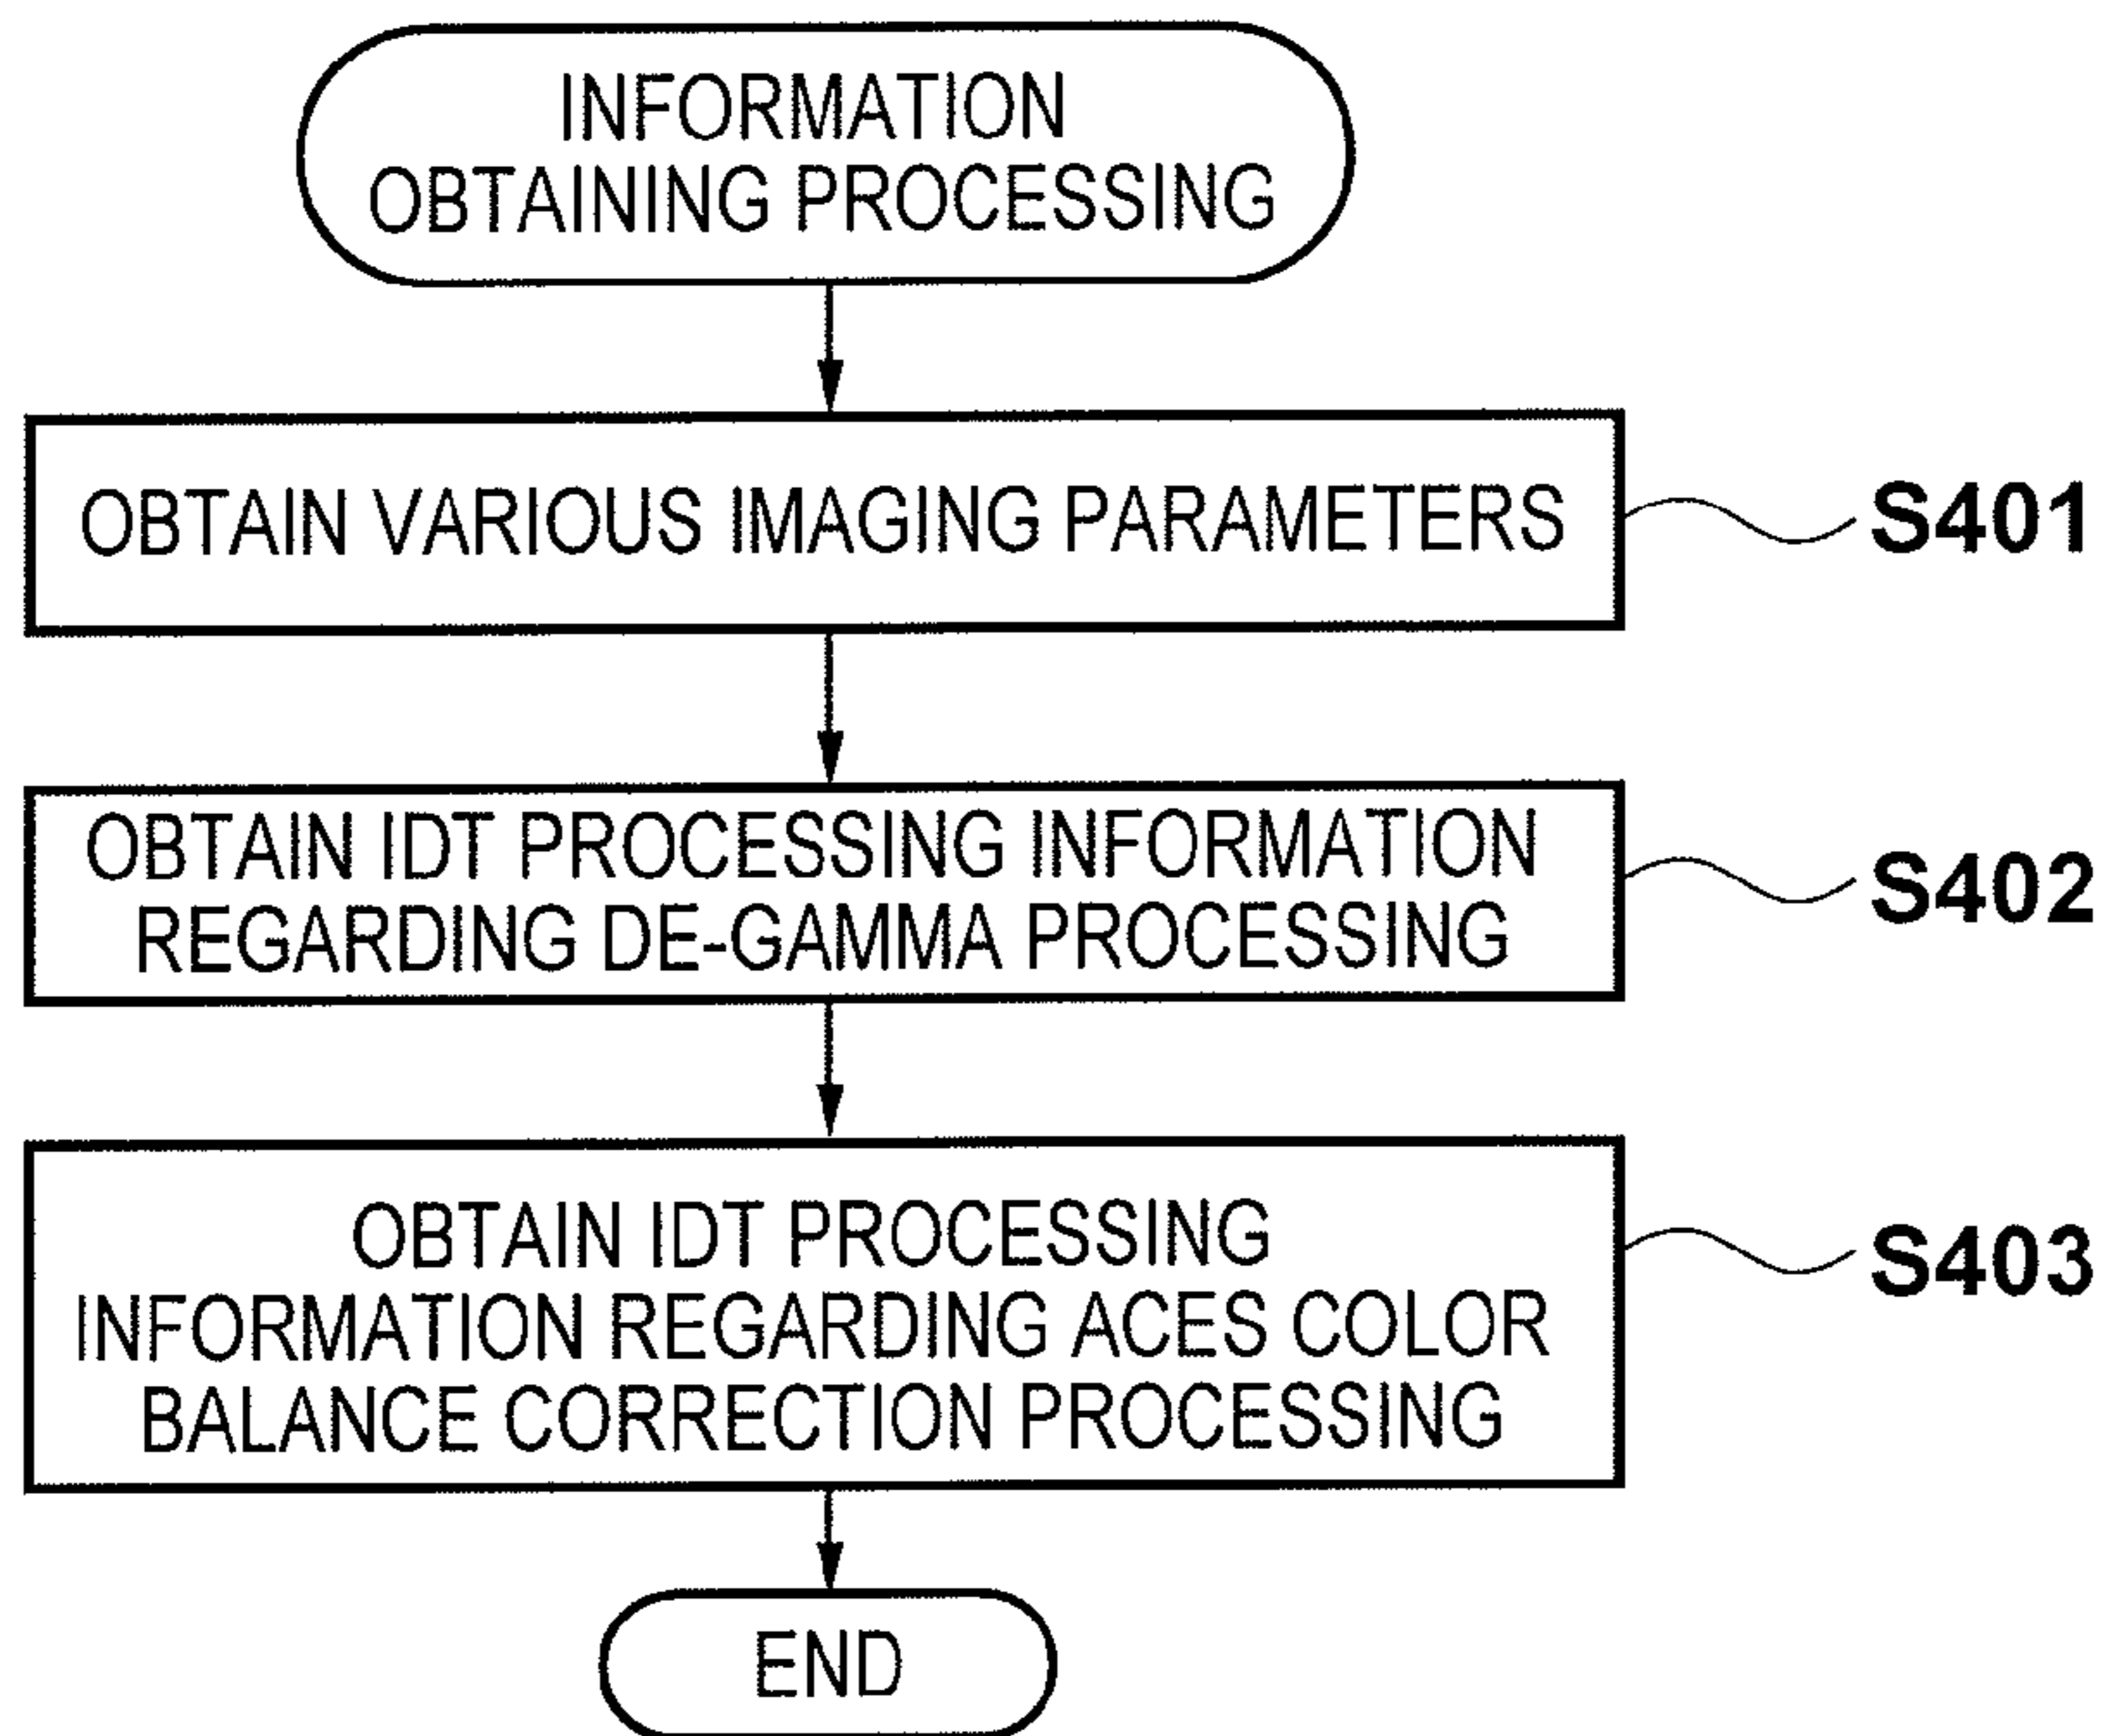 INFORMATION
OBTAINING PROCESSING
OBTAIN VARIOUS IMAGING PARAMETERS
S401
OBTAIN IDT PROCESSING INFORMATION
REGARDING DE-GAMMA PROCESSING
S402
OBTAIN IDT PROCESSING
INFORMATION REGARDING ACES COLOR
BALANCE CORRECTION PROCESSING
S403
END